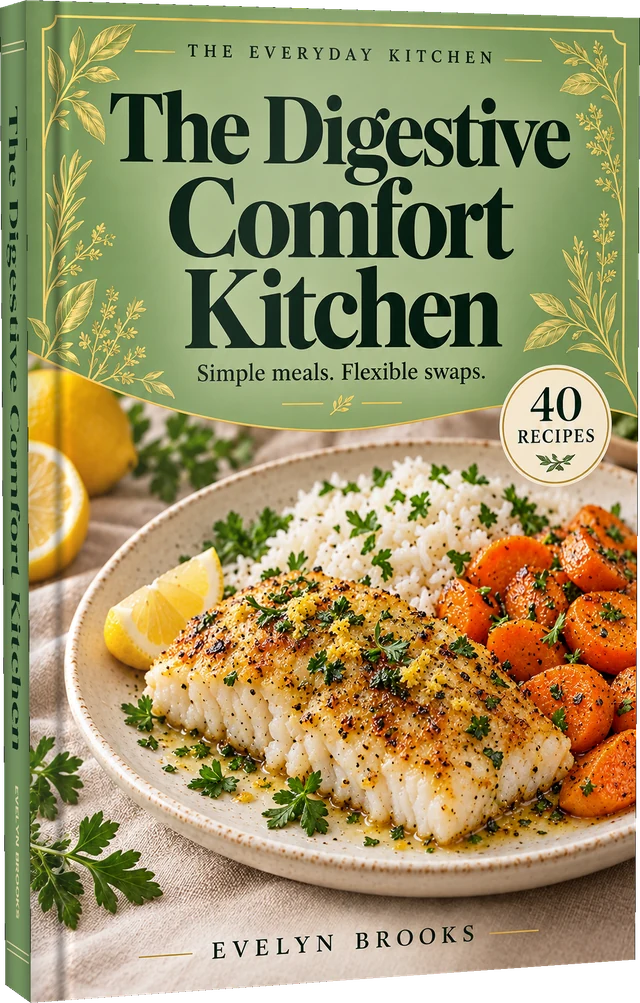 THE EVERYDAY KITCHEN
The Digestive
Comfort
Kitchen
Simple meals. Flexible swaps.
40
RECIPES
EVELYN BROOKS
The Digestive Comfort Kitchen
EVELYN BROOKS